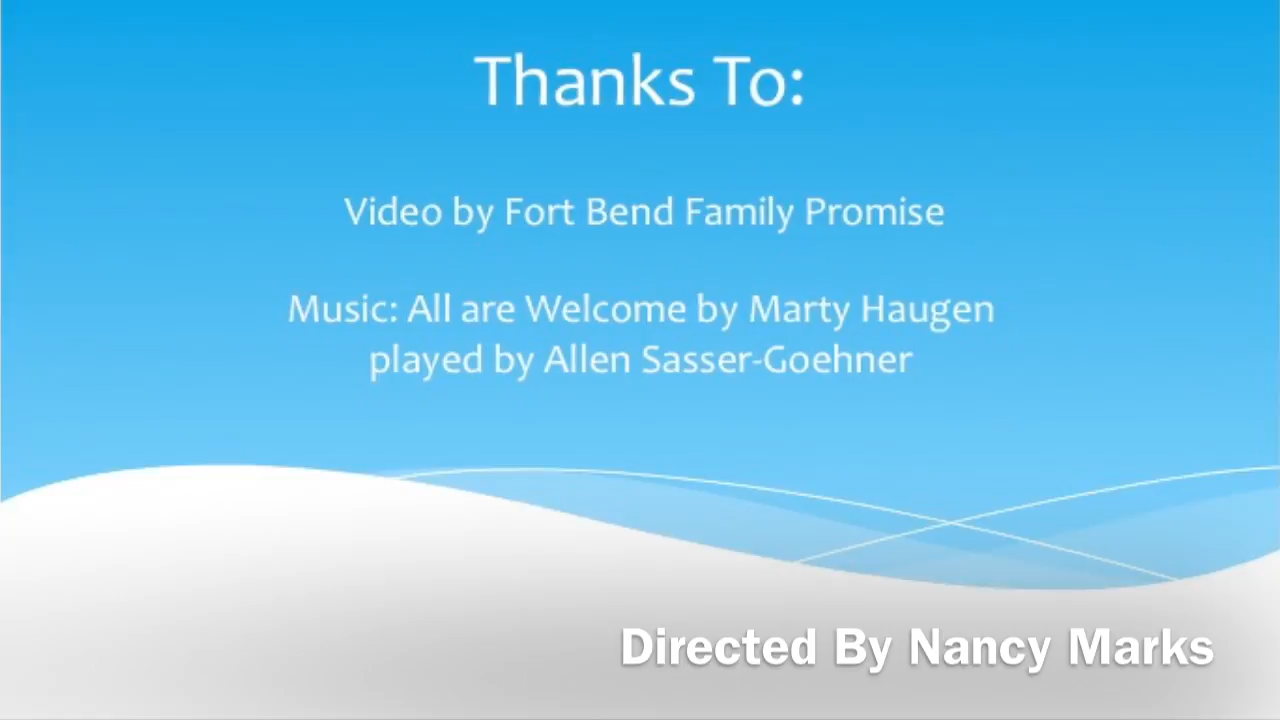 Thanks To:
Video by Fort Bend Family Promise
Music: All are Welcome by Marty Haugen
played by Allen Sasser-Goehner
Directed By Nancy Marks